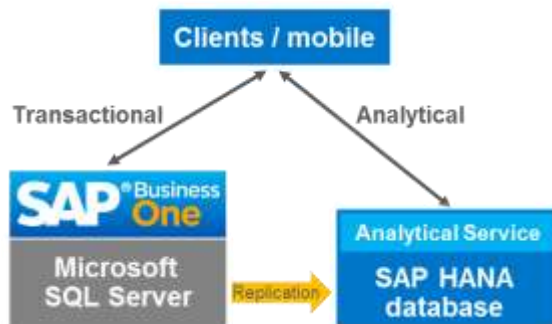 Clients / mobile
Transactional
Analytical
SAP® Business
One
Analytical Service
Microsoft
SQL Server
Replication
SAP HANA
database